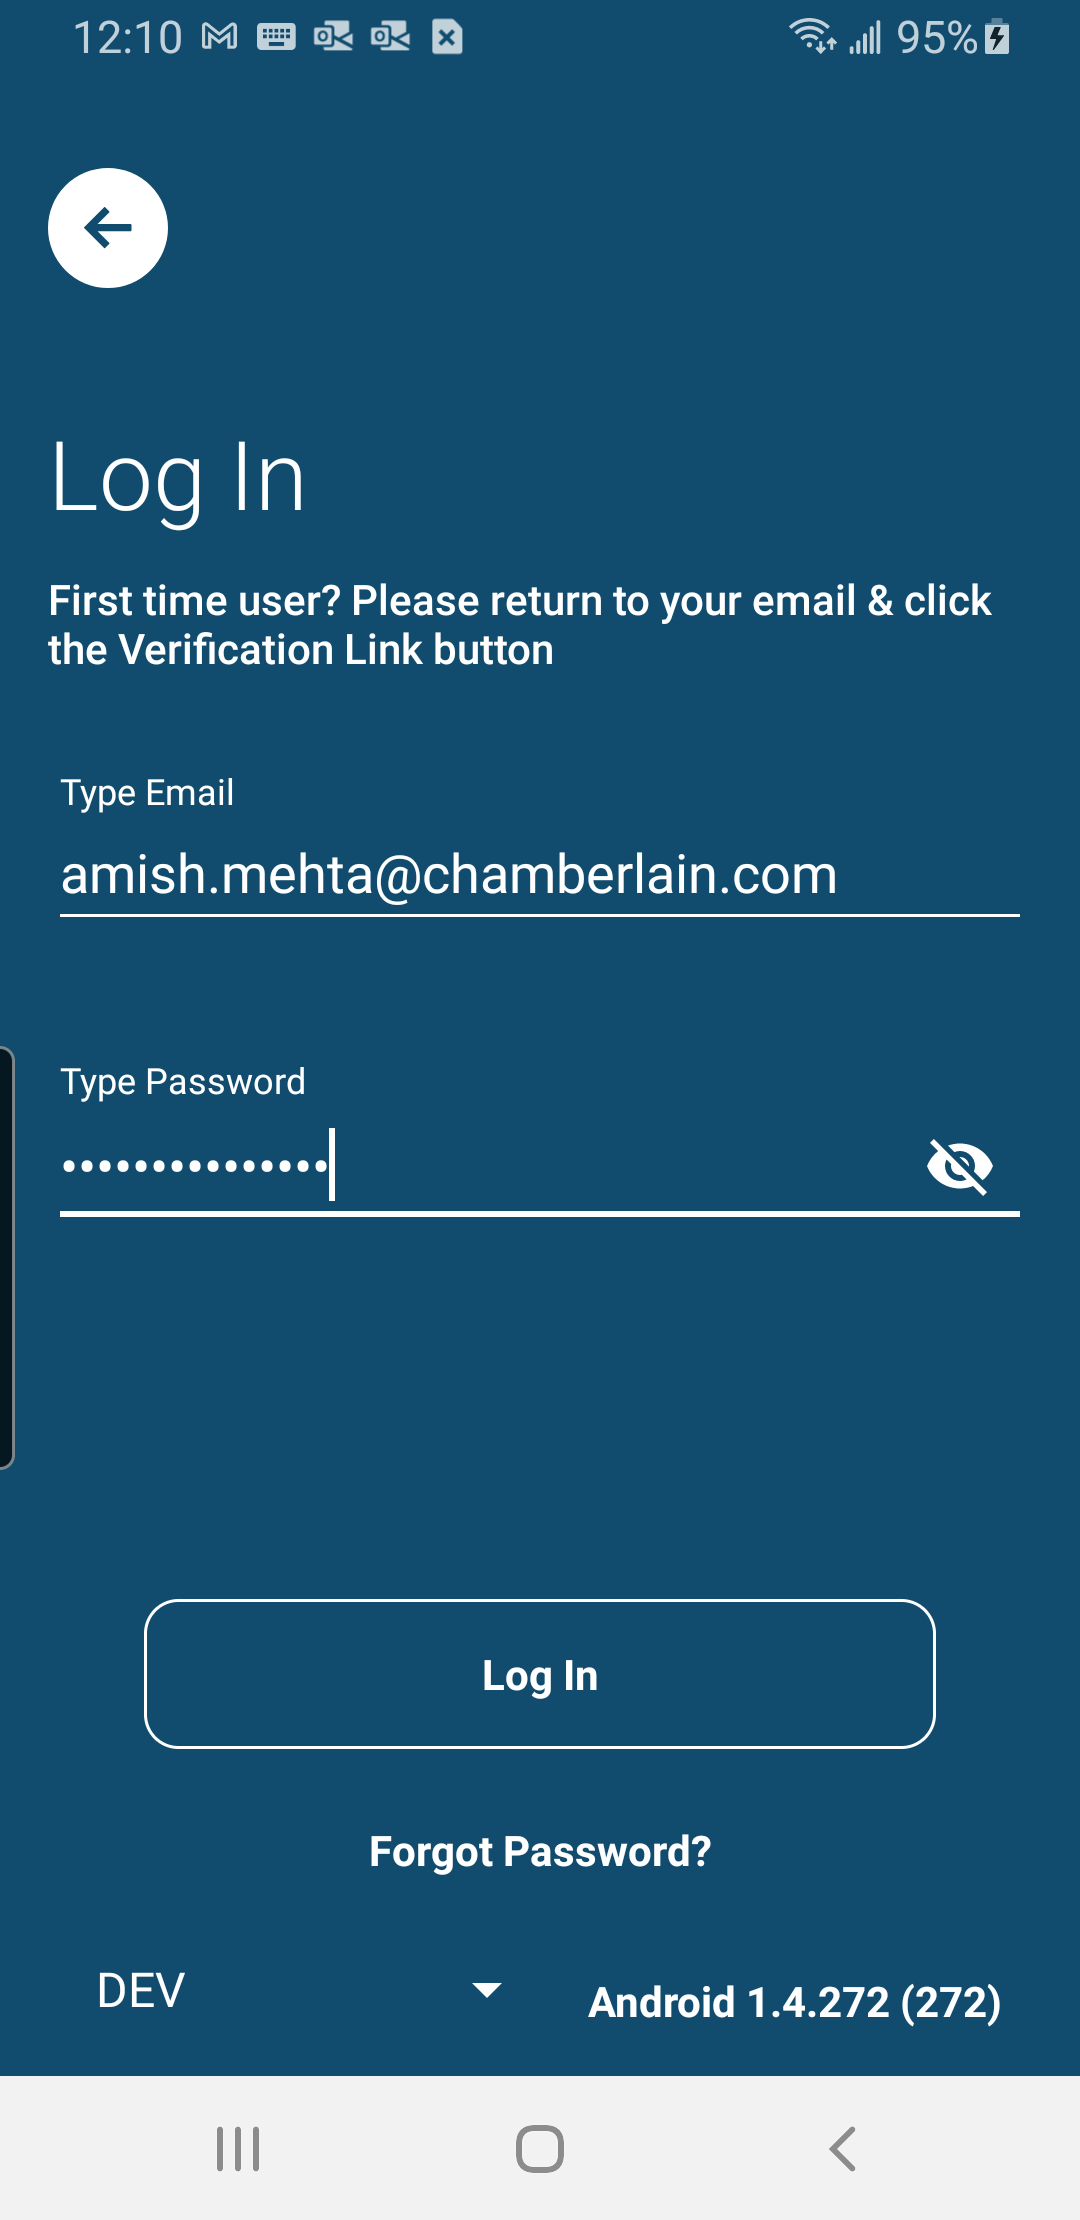 12:10 95%
Log In
First time user? Please return to your email & click
the Verification Link button
Type Email
amish.mehta@chamberlain.com
Type Password
•••••••••••••••
Log In
Forgot Password?
DEV
Android 1.4.272 (272)